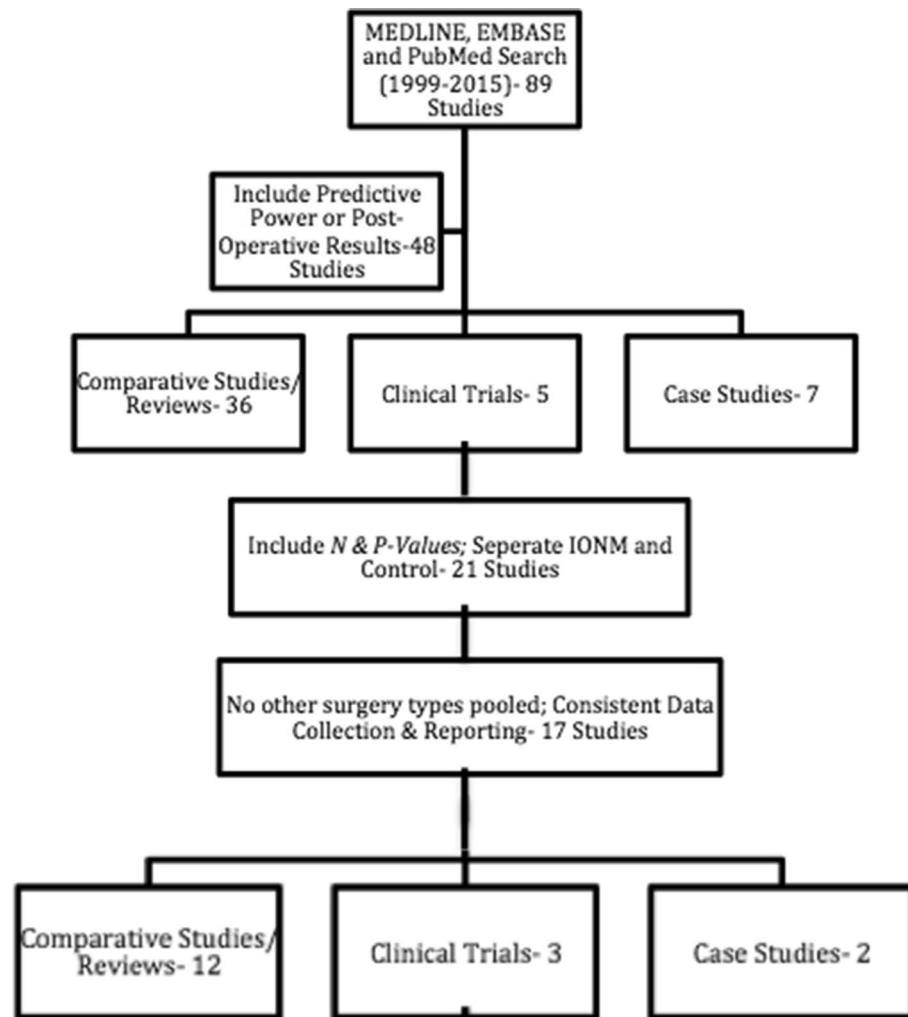 MEDLINE, EMBASE
and PubMed Search
(1999-2015)- 89
Studies
Include Predictive
Power or Post-
Operative Results-48
Studies
Comparative Studies/
Reviews- 36
Clinical Trials- 5
Case Studies- 7
Include N & P-Values; Seperate IONM and
Control- 21 Studies
No other surgery types pooled; Consistent Data
Collection & Reporting- 17 Studies
Comparative Studies/
Reviews- 12
Clinical Trials- 3
Case Studies- 2